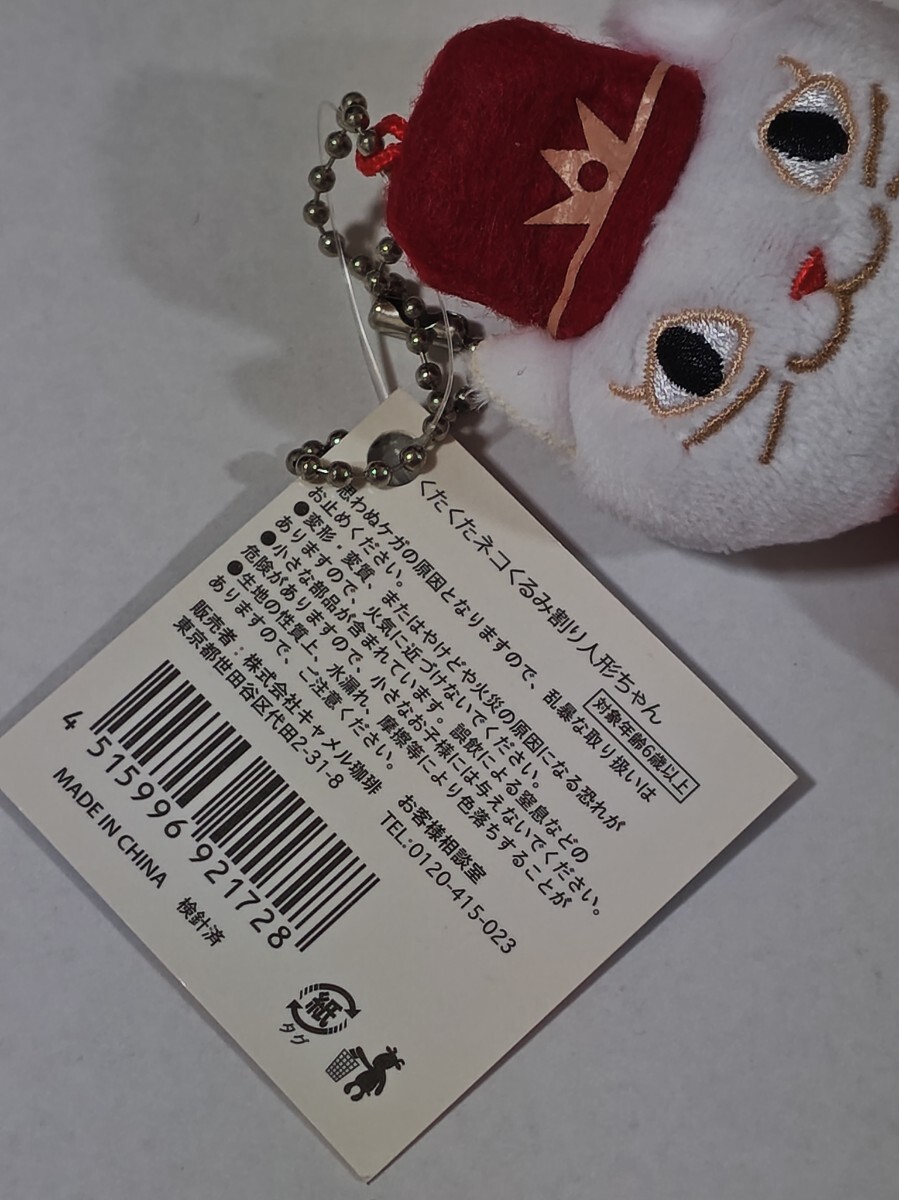 くたくたネコくるみ割り人形ちゃん
対象年齢6歳以上
思わぬケガの原因となりますので、乱暴な取り扱いは
お止めください。
●変形・変質、またはやけどや火災の原因になる恐れが
ありますので、火気に近づけないでください。
●小さな部品が含まれています。誤飲による窒息などの
危険がありますので、小さなお子様には与えないでください。
●生地の性質上、水漏れ、摩擦等により色落ちすることが
ありますので、ご注意ください。
販売者:株式会社キャメル珈琲
東京都世田谷区代田2-31-8
お客様相談室
TEL:0120-415-023
4 515996 921728
MADE IN CHINA 検針済
紙
タグ